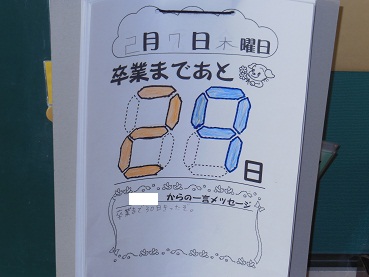 2月7日木曜日
卒業まであと
29
日
からの一言メッセージ